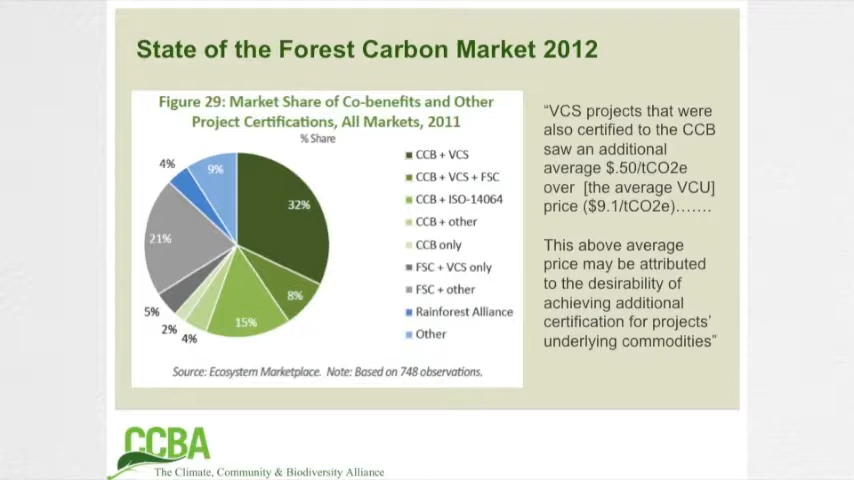 State of the Forest Carbon Market 2012
Figure 29: Market Share of Co-benefits and Other
Project Certifications, All Markets, 2011
% Share
4%
9%
32%
21%
8%
5%
15%
2%
4%
CCB + VCS
CCB + VCS + FSC
CCB + ISO-14064
CCB + other
CCB only
FSC + VCS only
FSC + other
Rainforest Alliance
Other
Source: Ecosystem Marketplace. Note: Based on 748 observations.
“VCS projects that were
also certified to the CCB
saw an additional
average $.50/tCO2e
over [the average VCU]
price ($9.1/tCO2e)…….
This above average
price may be attributed
to the desirability of
achieving additional
certification for projects’
underlying commodities”
CCBA
The Climate, Community & Biodiversity Alliance